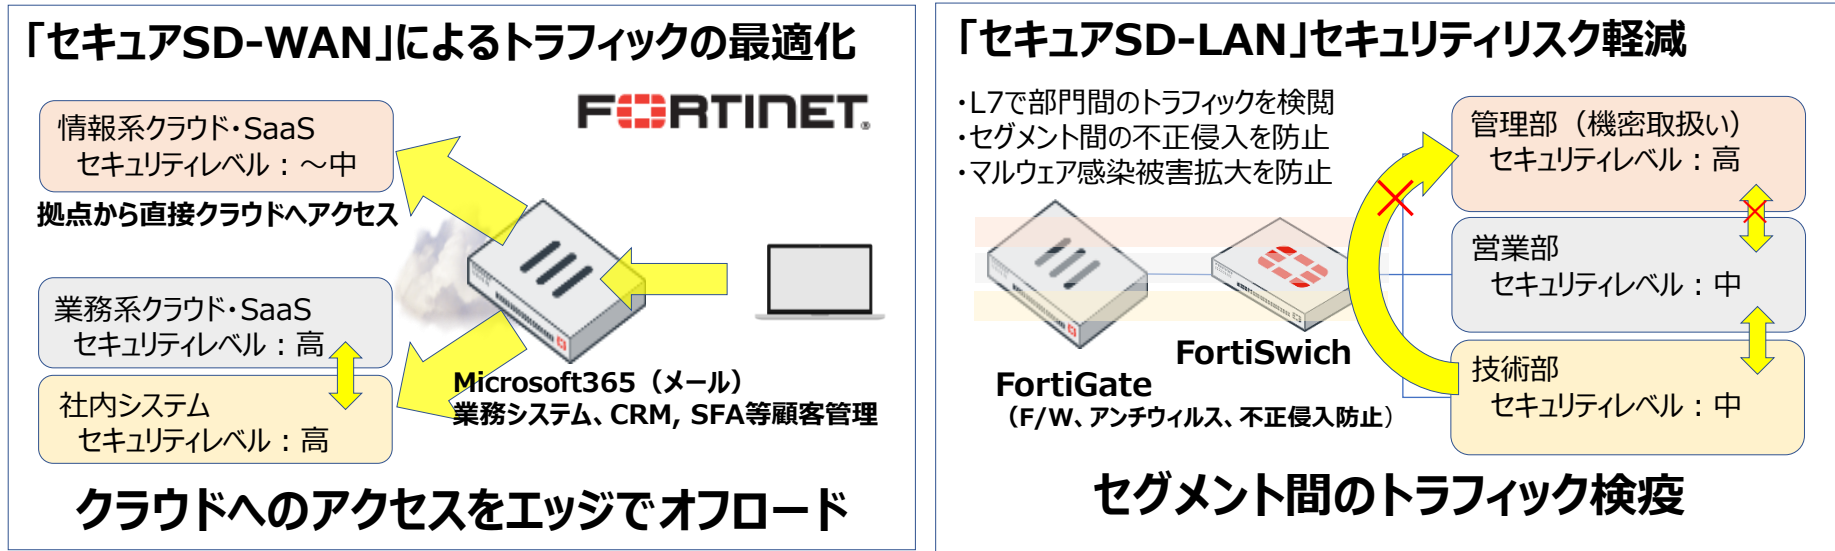 「セキュアSD-WAN」によるトラフィックの最適化
FORTINET®
情報系クラウド・SaaS
セキュリティレベル：～中
拠点から直接クラウドへアクセス
業務系クラウド・SaaS
セキュリティレベル：高
社内システム
セキュリティレベル：高
Microsoft365（メール）
業務システム、CRM, SFA等顧客管理
クラウドへのアクセスをエッジでオフロード
「セキュアSD-LAN」セキュリティリスク軽減
・L7で部門間のトラフィックを検閲
・セグメント間の不正侵入を防止
・マルウェア感染被害拡大を防止
管理部（機密取扱い）
セキュリティレベル：高
営業部
セキュリティレベル：中
技術部
セキュリティレベル：中
FortiSwich
FortiGate
（F/W、アンチウィルス、不正侵入防止）
セグメント間のトラフィック検疫